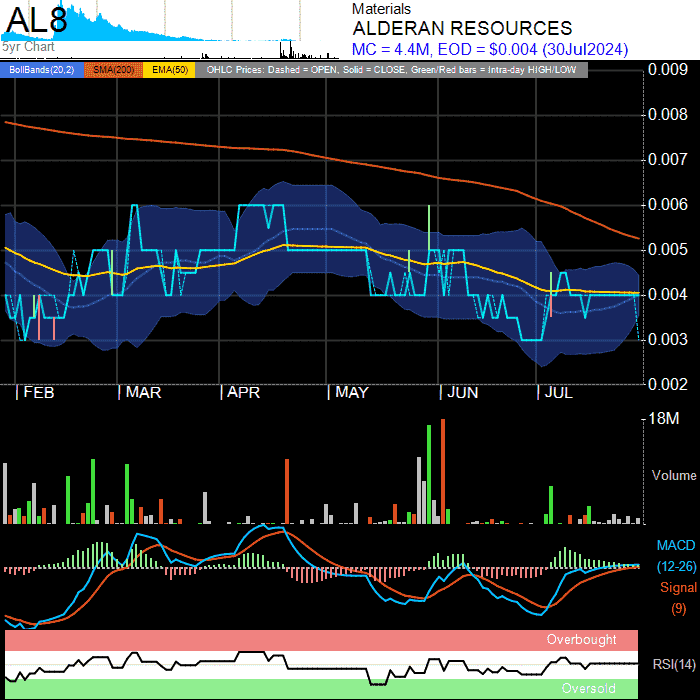 AL8
5yr Chart
Materials
ALDERAN RESOURCES
MC = 4.4M, EOD = $0.004 (30Jul2024)
BollBands(20,2) SMA(200) EMA(50) OHLC Prices: Dashed = OPEN, Solid = CLOSE, Green/Red bars = Intra-day HIGH/LOW
0.009
0.008
0.007
0.006
0.005
0.004
0.003
0.002
FEB MAR APR MAY JUN JUL
18M
Volume
MACD
(12-26)
Signal
(9)
Overbought
RSI(14)
Oversold